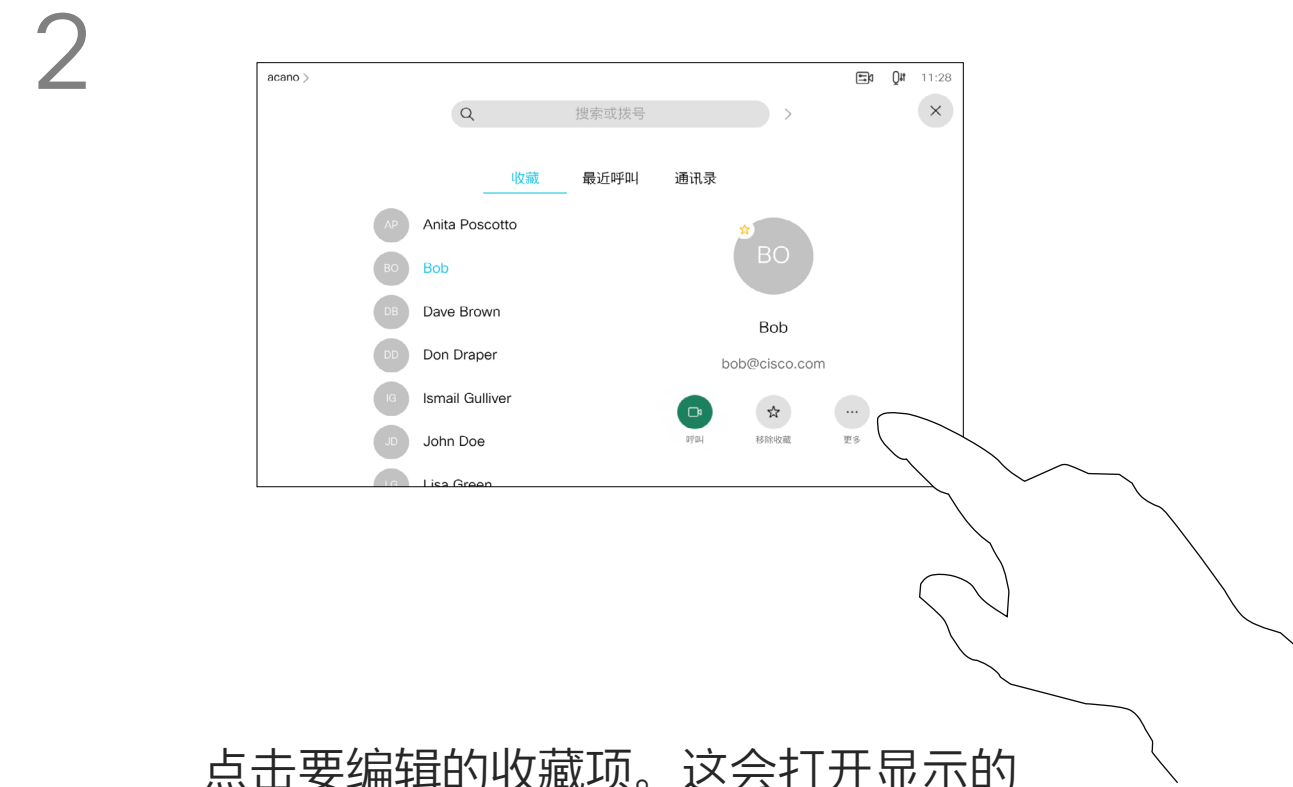 2
acano >
11:28
搜索或拨号
收藏 最近呼叫 通讯录
AP Anita Poscotto
BO Bob
DB Dave Brown
DD Don Draper
IG Ismail Gulliver
JD John Doe
LG Lisa Green
BO
Bob
bob@cisco.com
呼叫 移除收藏 更多
点击要编辑的收藏项。这会打开显示的